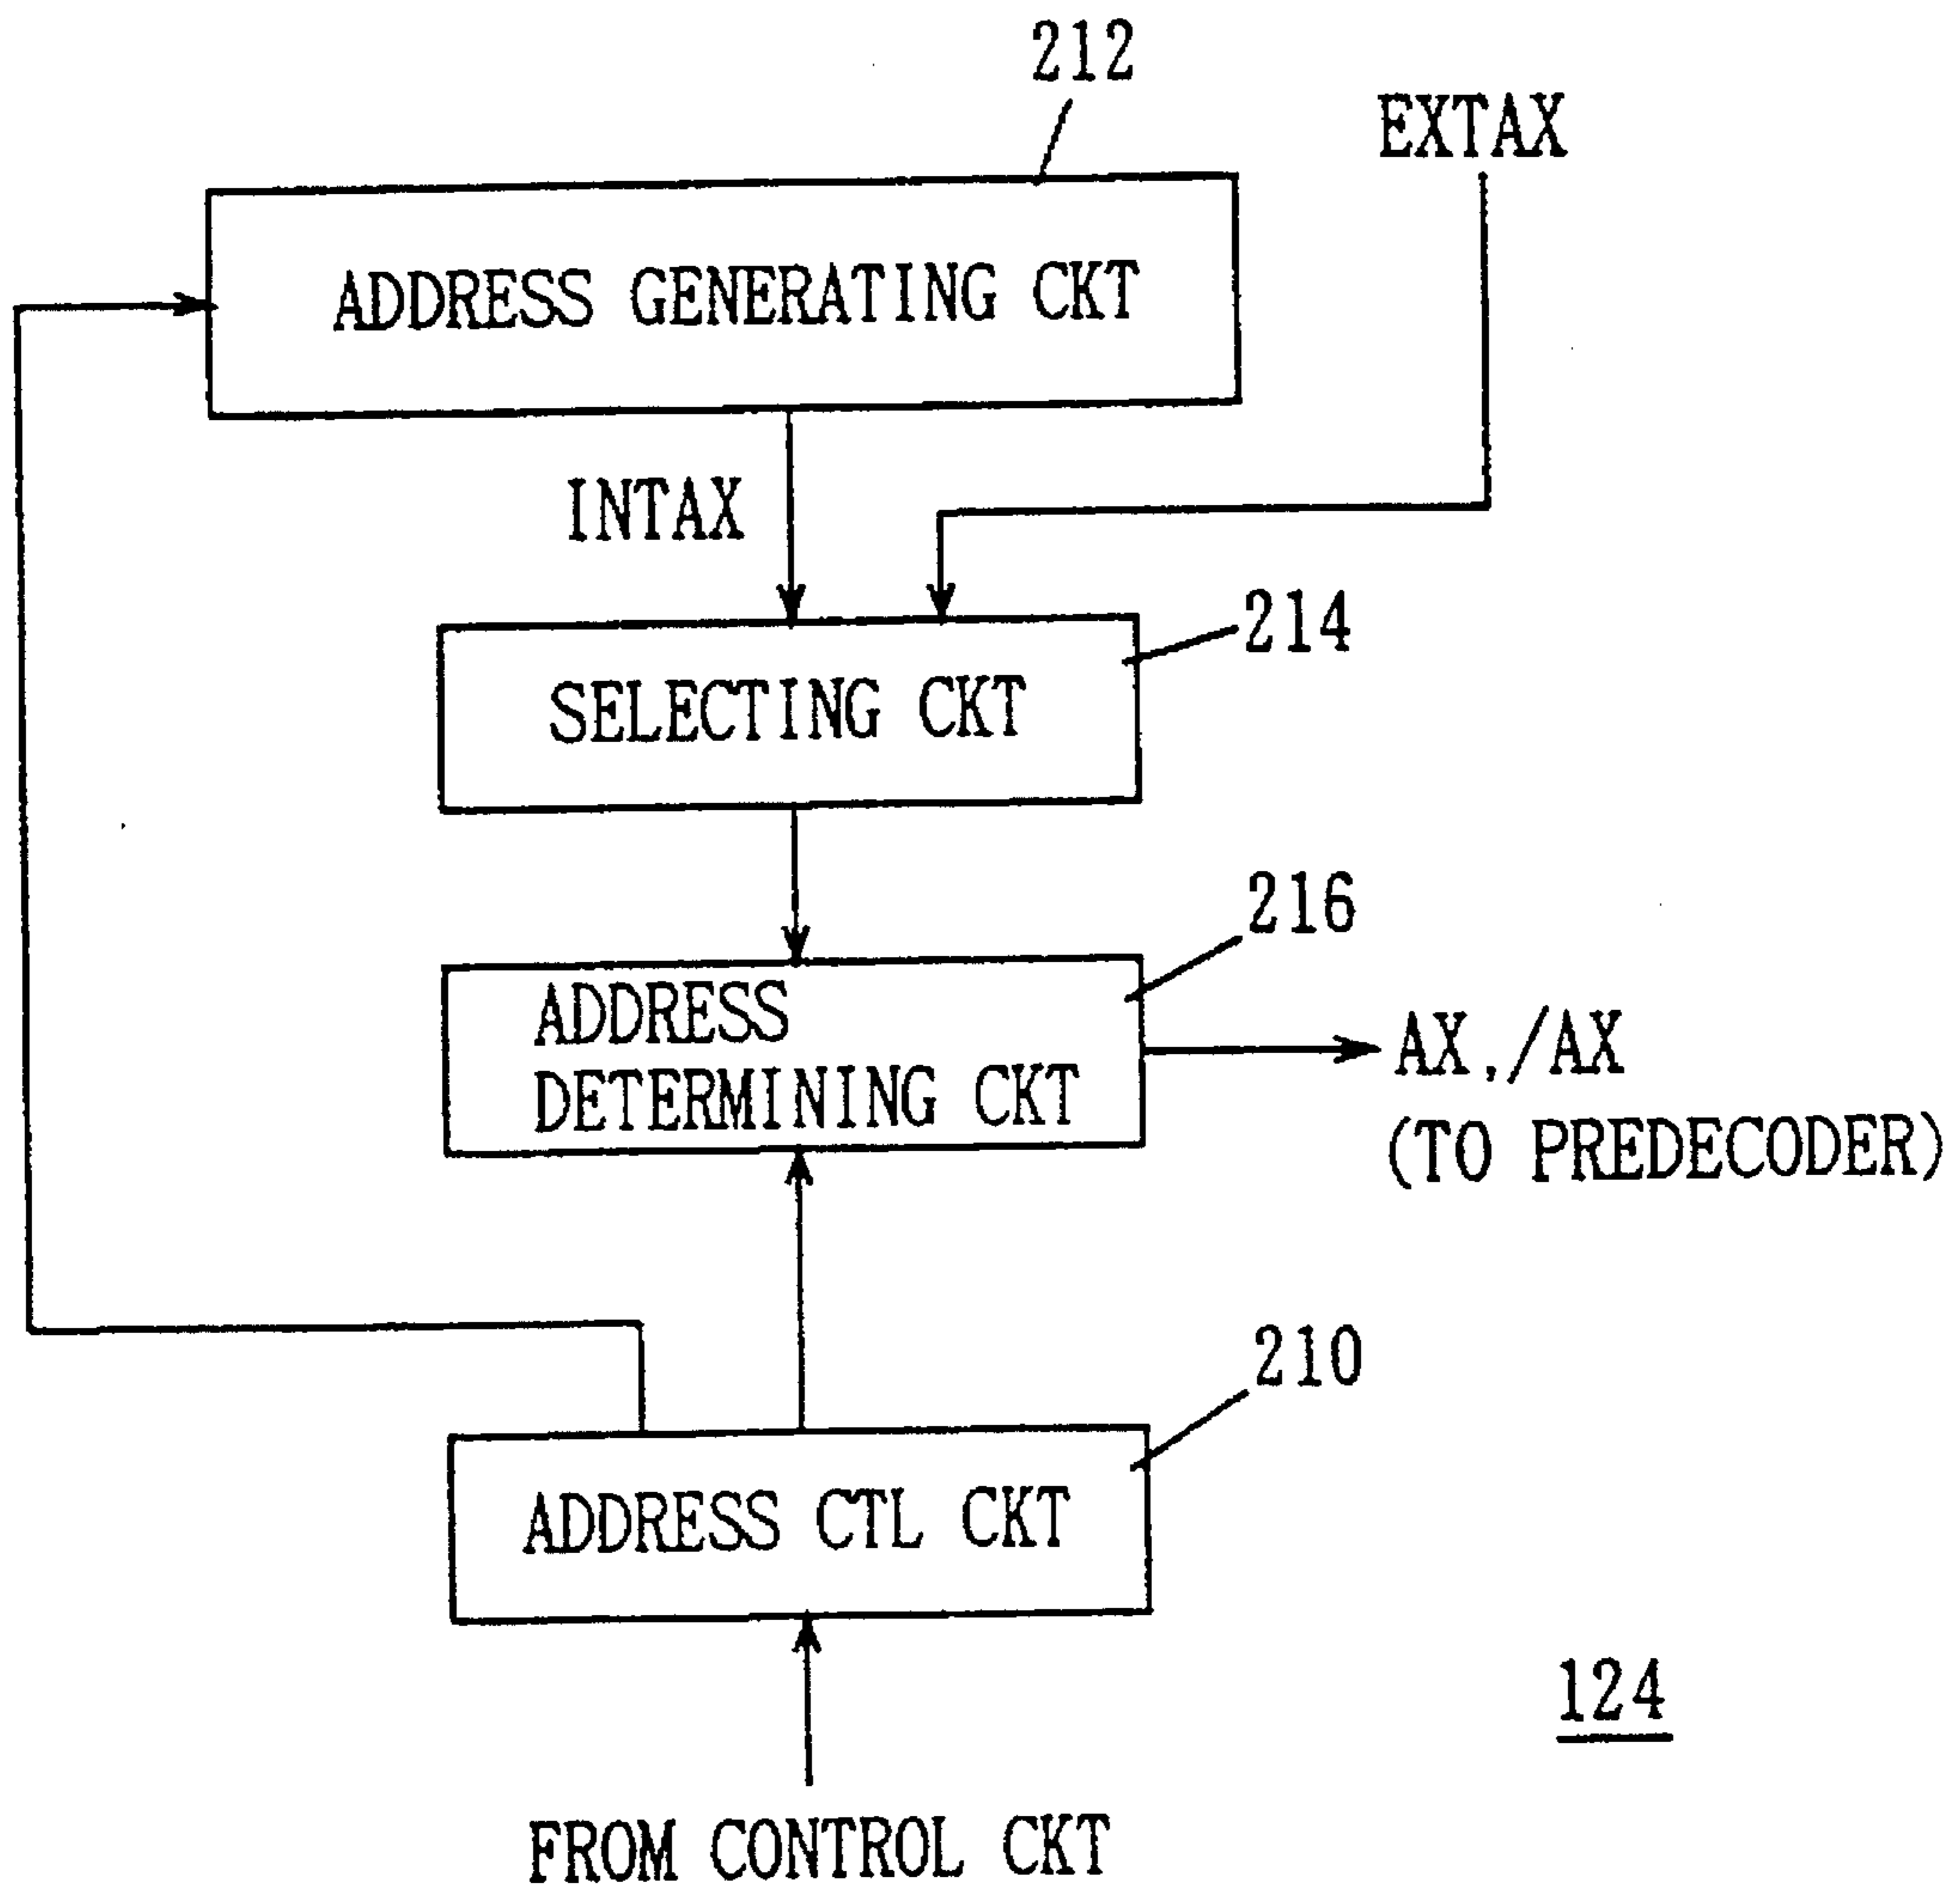 212
EXTAX
ADDRESS GENERATING CKT
INTAX
214
SELECTING CKT
216
ADDRESS
DETERMINING CKT
AX,/AX
(TO PREDECODER)
210
ADDRESS CTL CKT
124
FROM CONTROL CKT